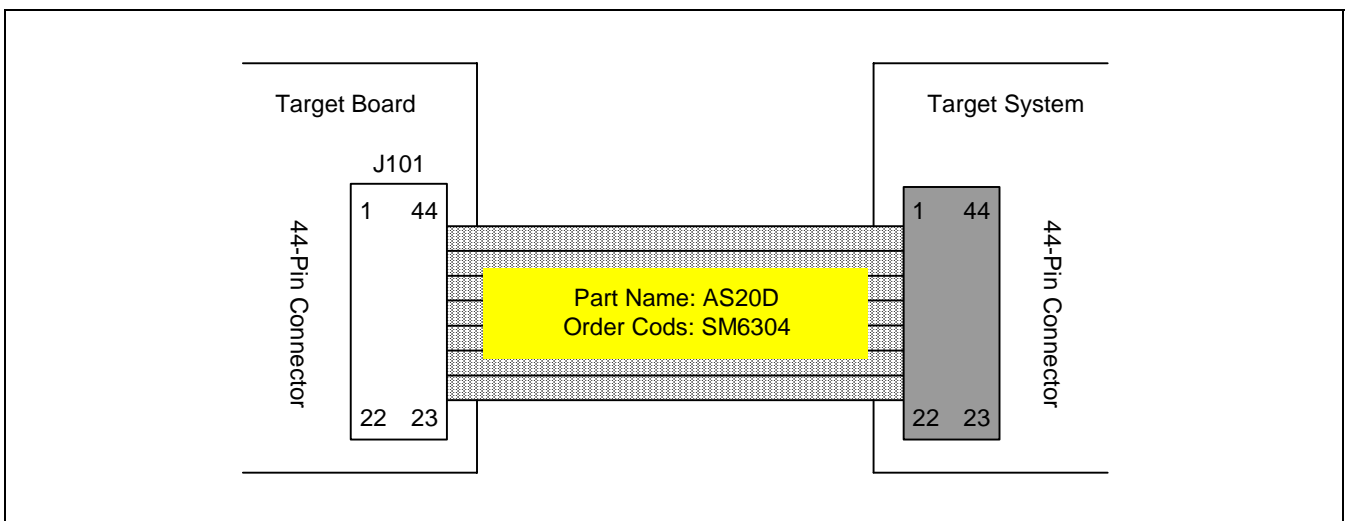 Target Board
Target System
J101
1 44
1 44
44-Pin Connector
44-Pin Connector
Part Name: AS20D
Order Cods: SM6304
22 23
22 23